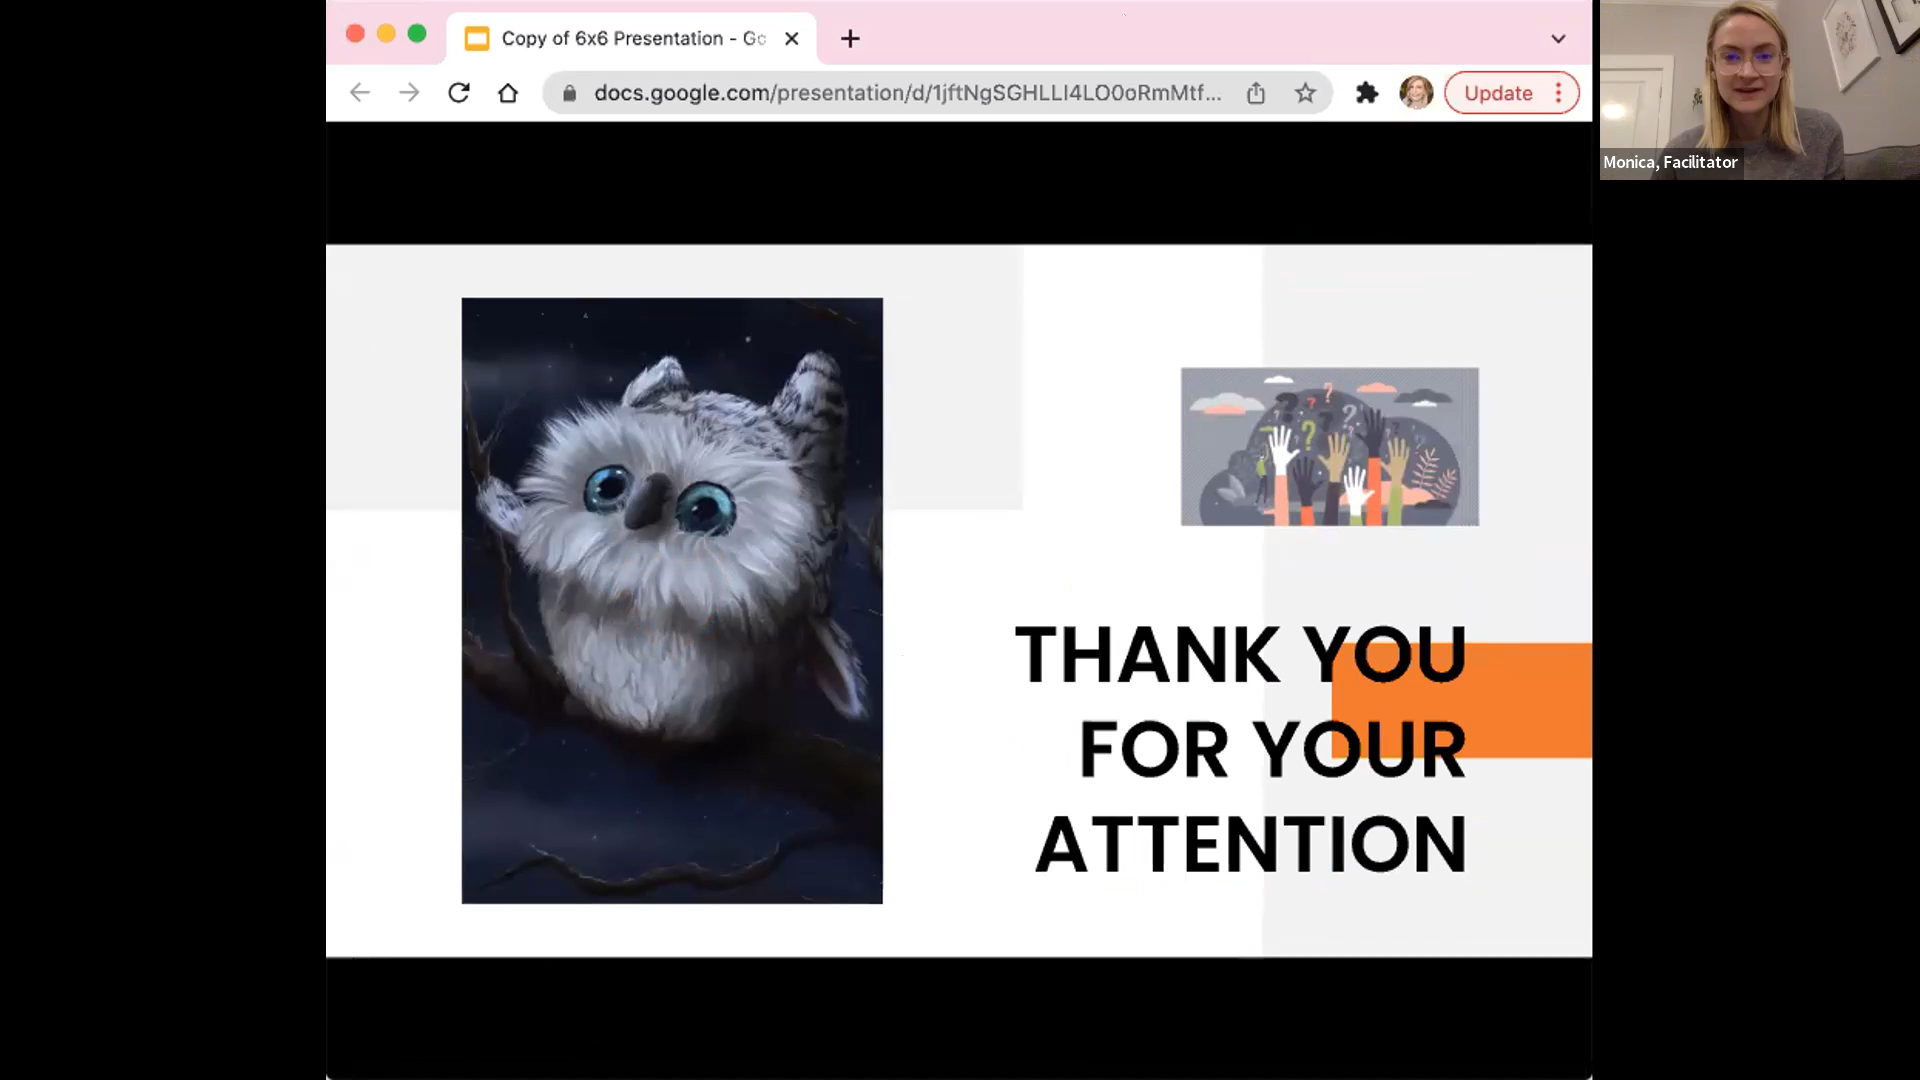 Copy of 6x6 Presentation - Go
docs.google.com/presentation/d/1jftNgSGHLLI4LO0oRmMtf...
Update
Monica, Facilitator
THANK YOU
FOR YOUR
ATTENTION